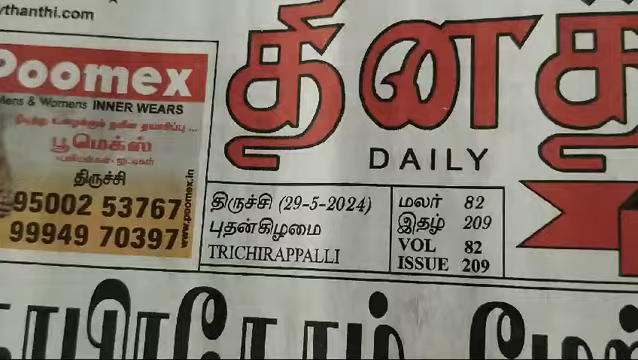 ythanthi.com
Poomex
Mens & Womens INNER WEARS
பூமெக்ஸ்
திருச்சி
95002 53767
99949 70397
www.poomex.in
தினத
DAILY
திருச்சி (29-5-2024)
புதன்கிழமை
TRICHIRAPPALLI
மலர் 82
இதழ் 209
VOL 82
ISSUE 209